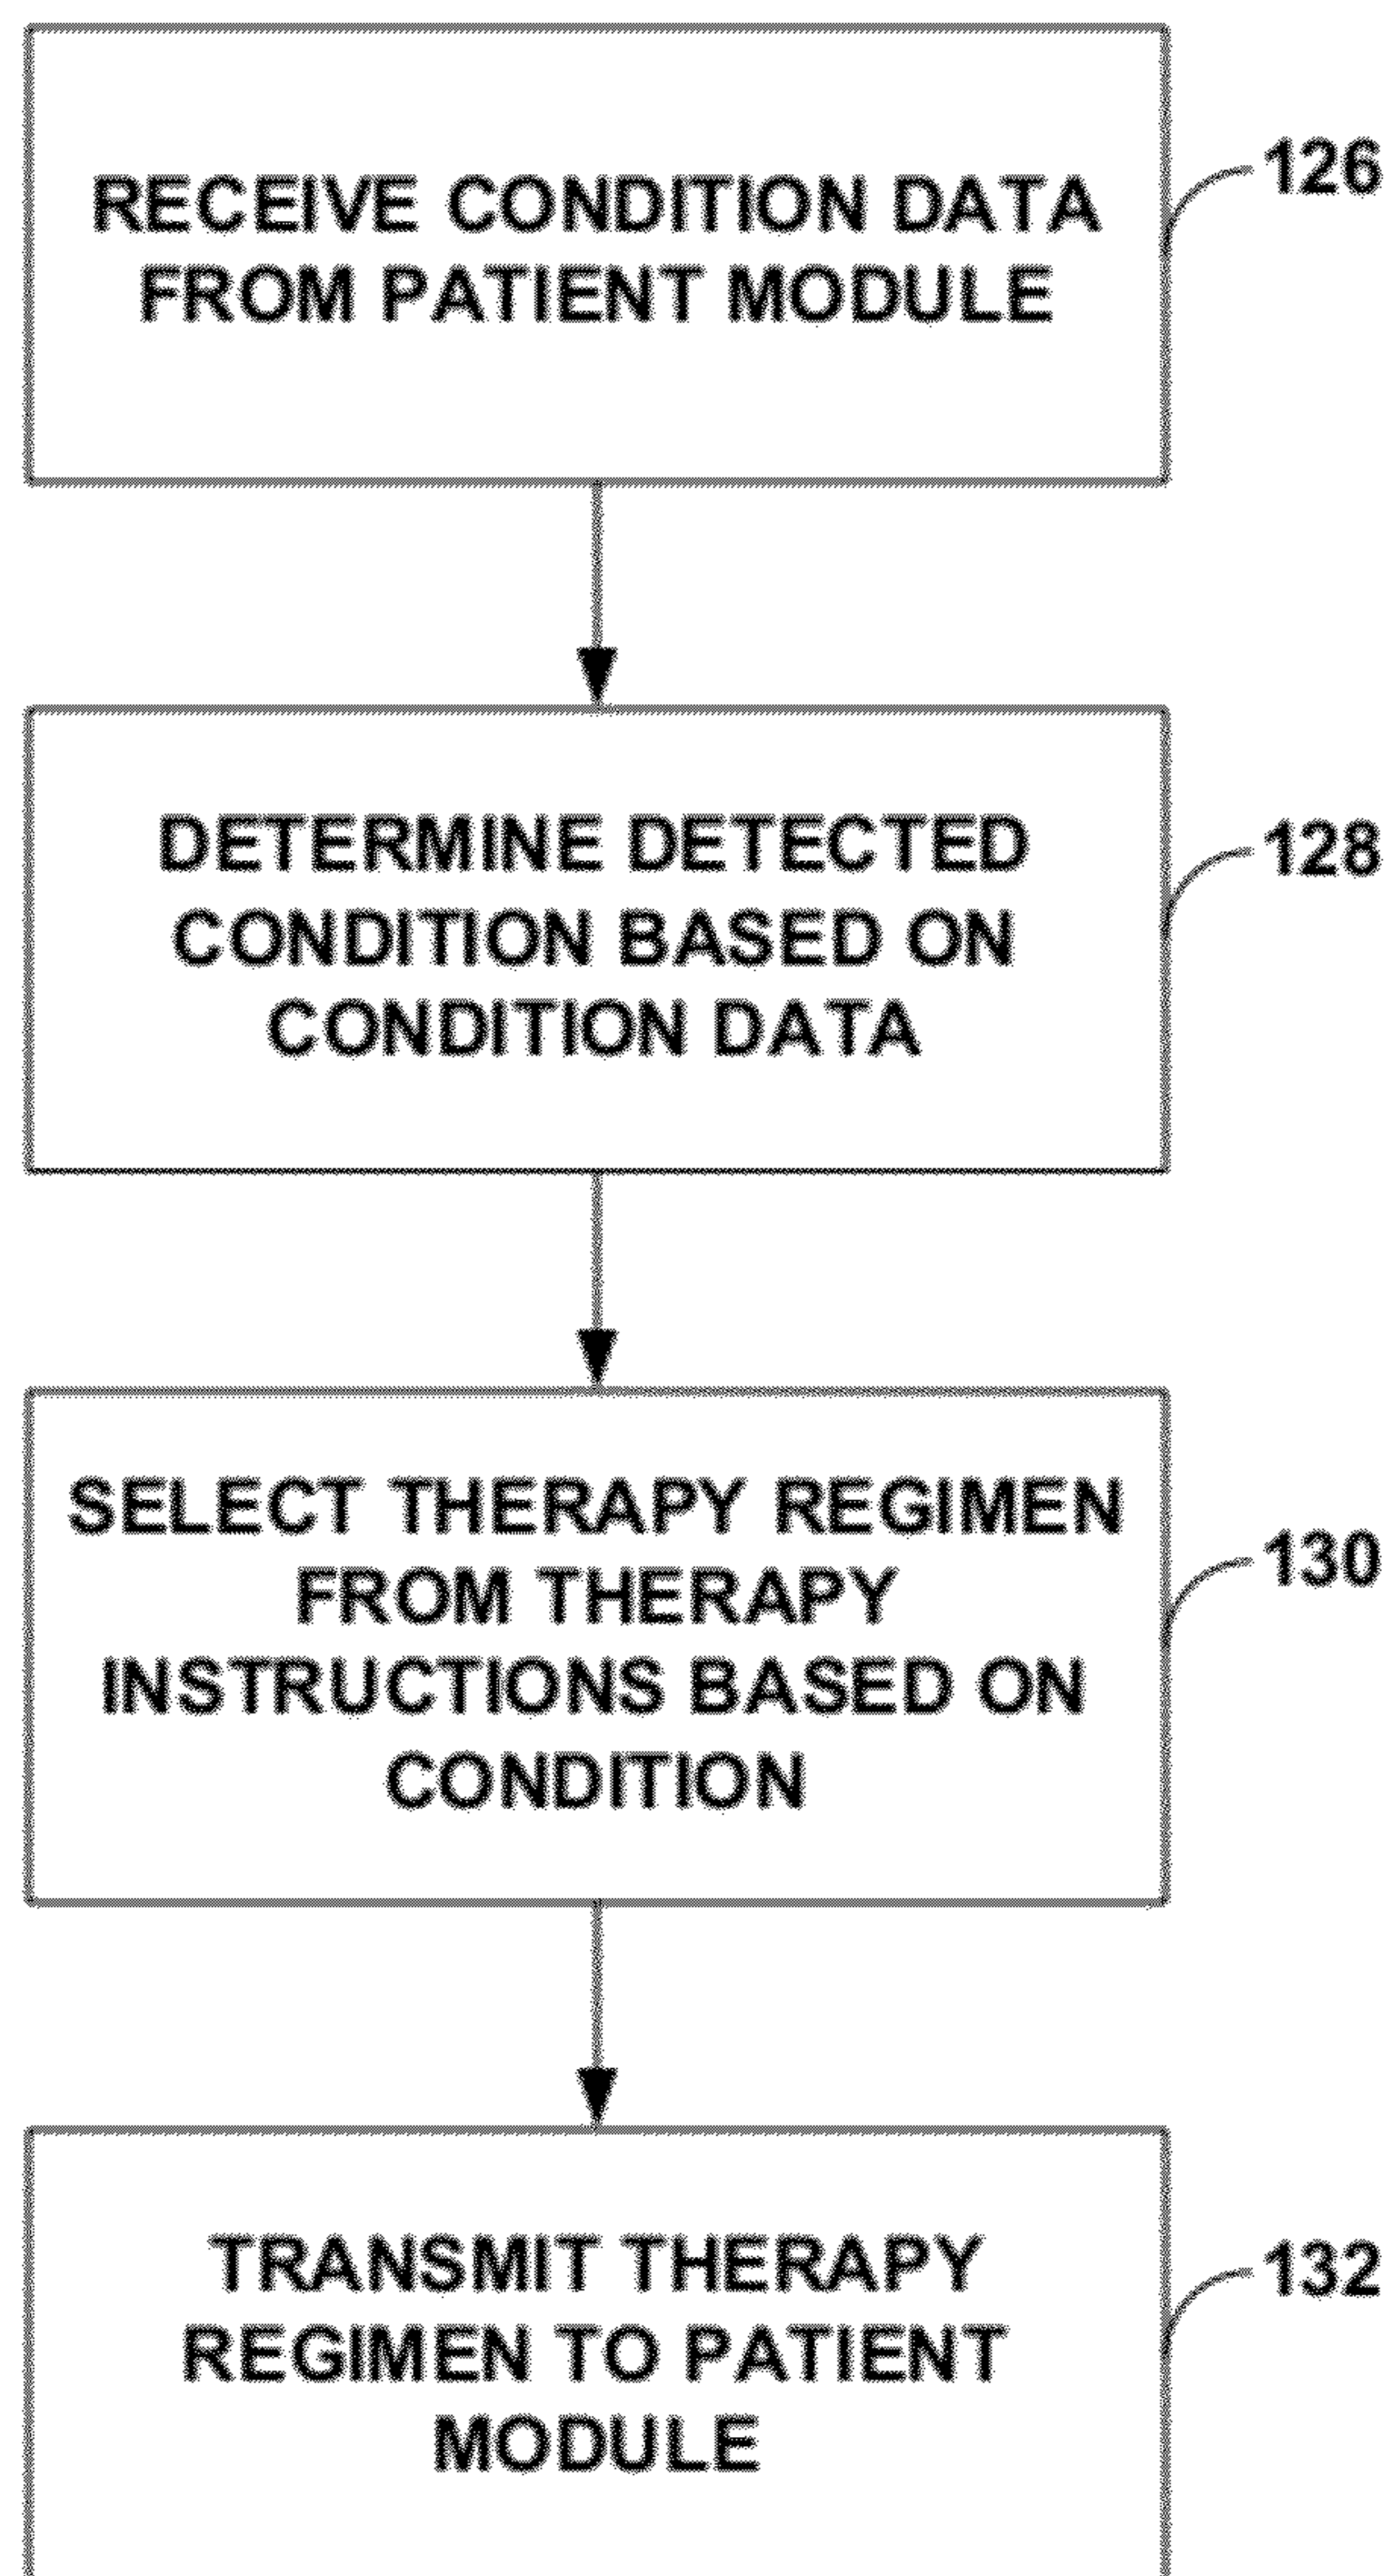 RECEIVE CONDITION DATA
FROM PATIENT MODULE
126
DETERMINE DETECTED
CONDITION BASED ON
CONDITION DATA
128
SELECT THERAPY REGIMEN
FROM THERAPY
INSTRUCTIONS BASED ON
CONDITION
130
TRANSMIT THERAPY
REGIMEN TO PATIENT
MODULE
132